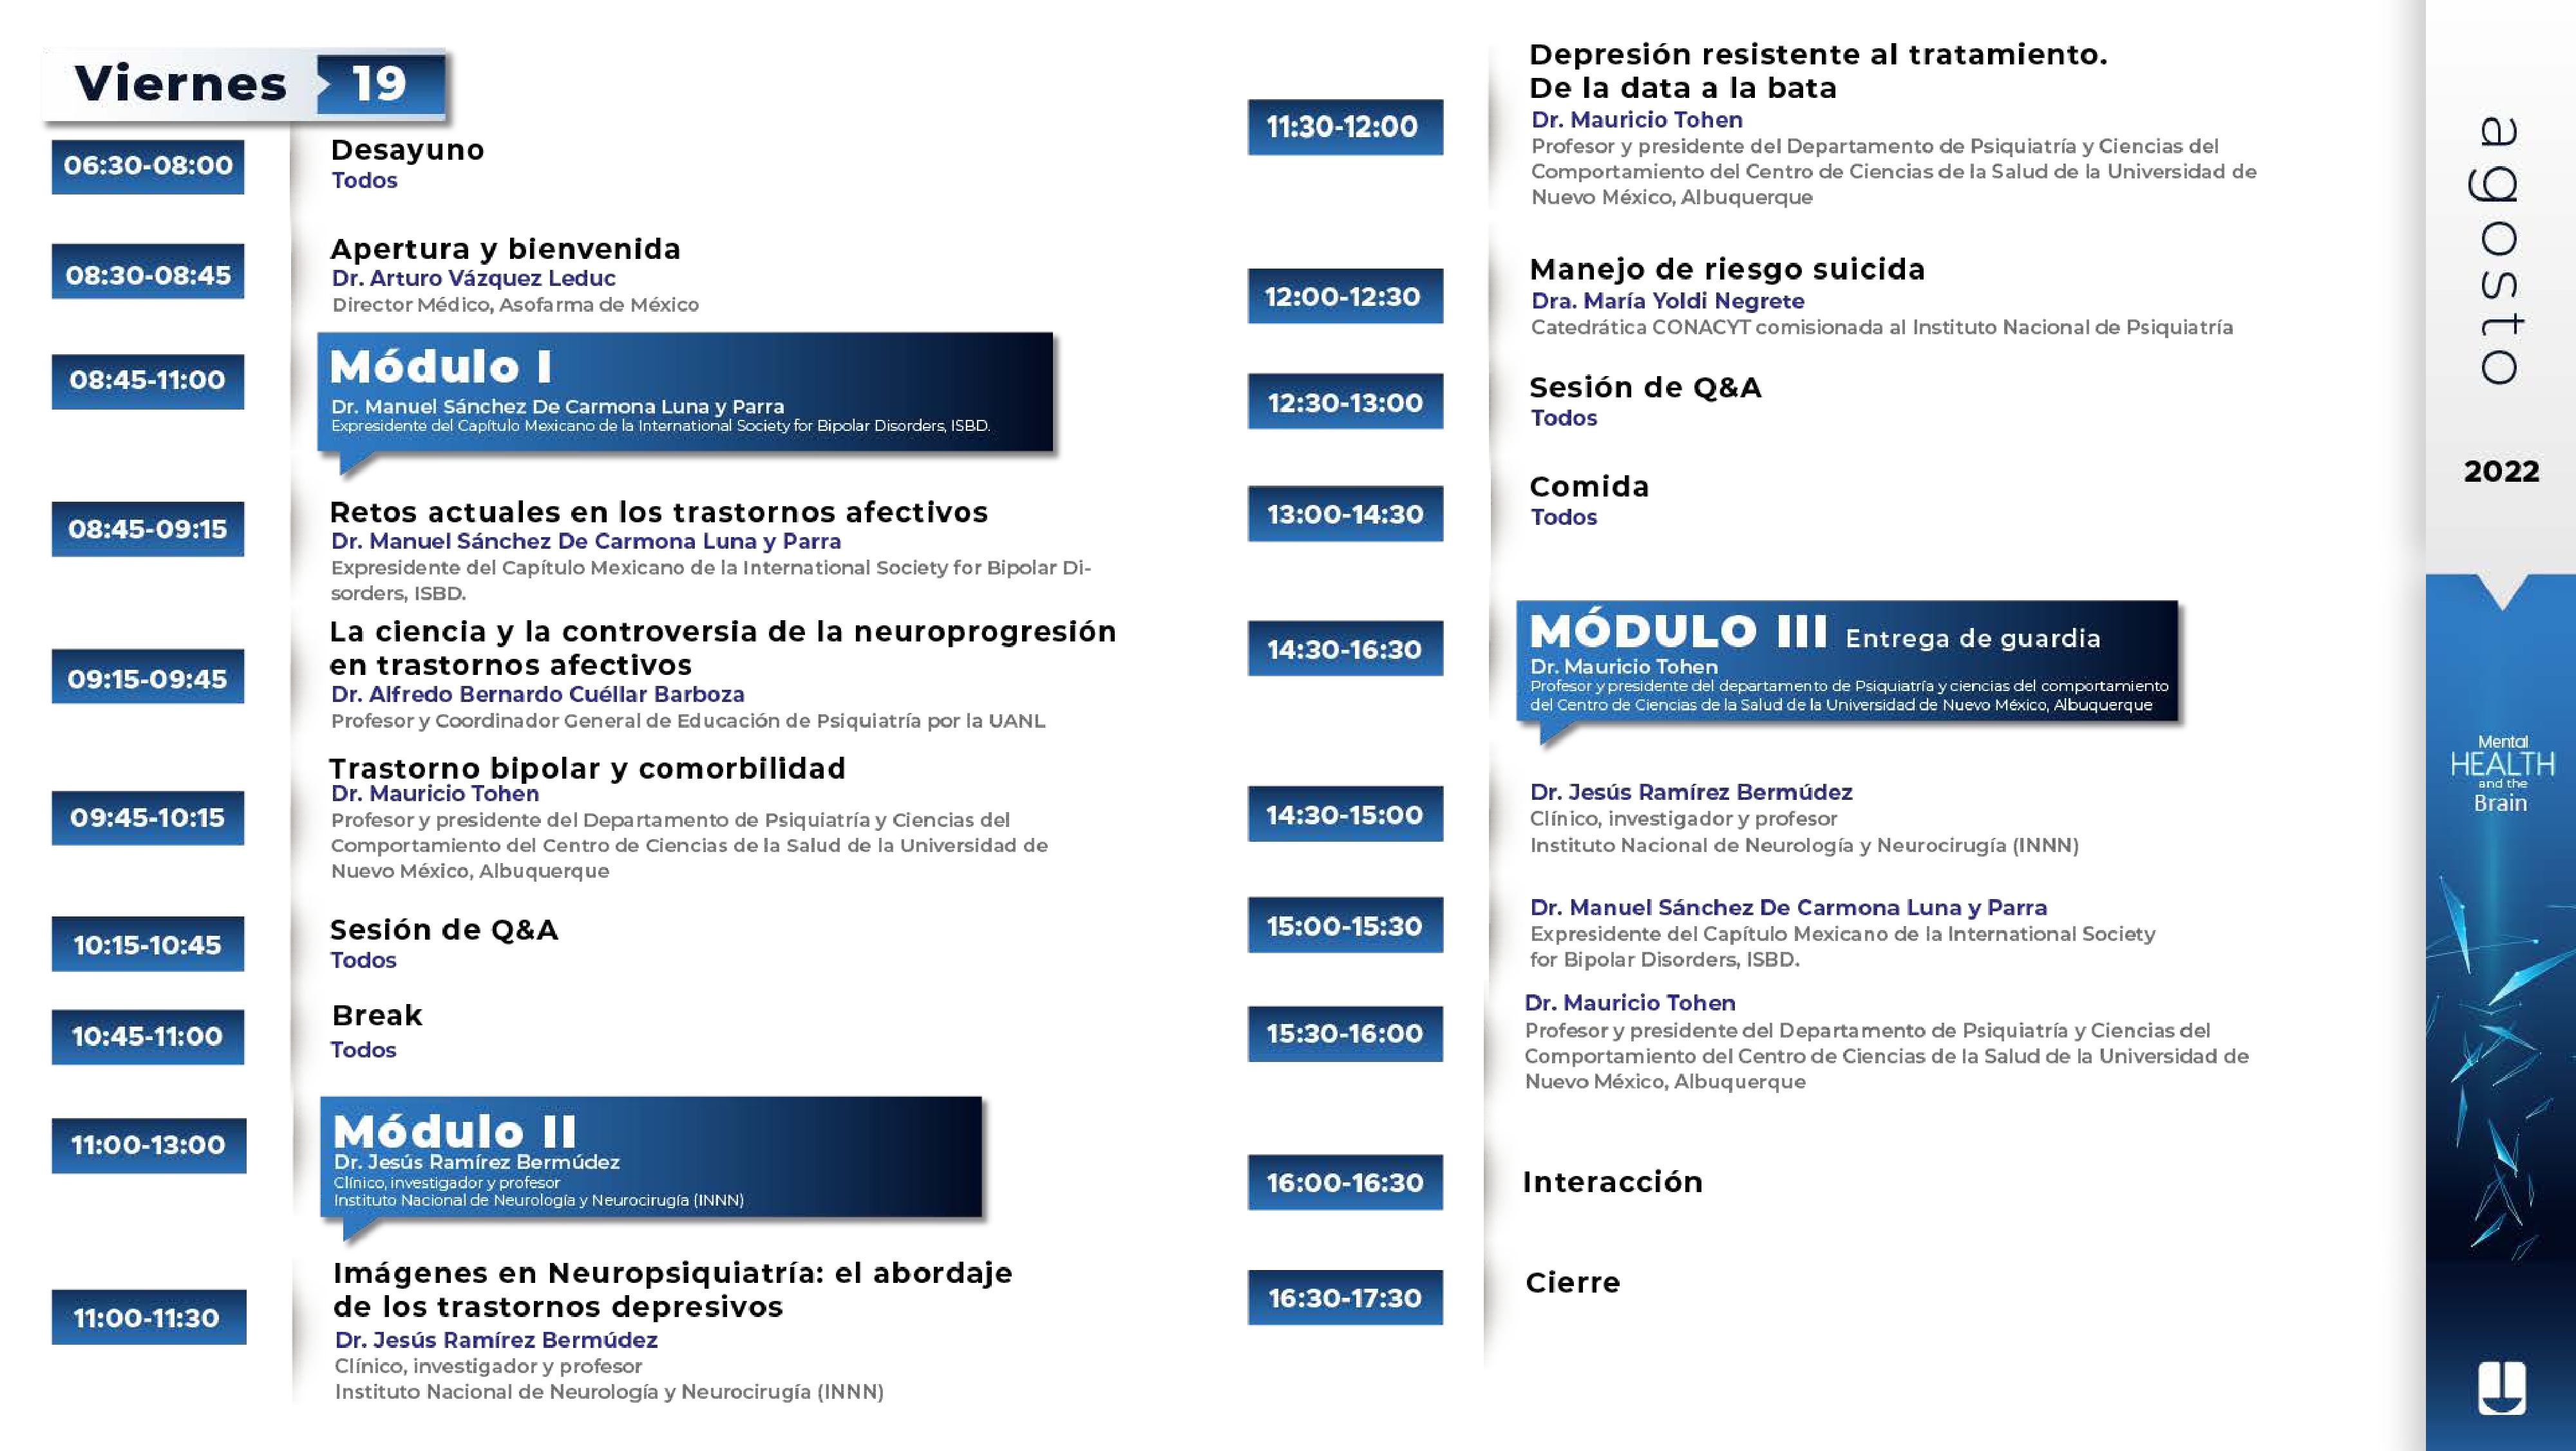 Viernes 19
06:30-08:00
Desayuno
Todos
08:30-08:45
Apertura y bienvenida
Dr. Arturo Vázquez Leduc
Director Médico, Asofarma de México
08:45-11:00
Módulo I
Dr. Manuel Sánchez De Carmona Luna y Parra
Expresidente del Capítulo Mexicano de la International Society for Bipolar Disorders, ISBD.
08:45-09:15
Retos actuales en los trastornos afectivos
Dr. Manuel Sánchez De Carmona Luna y Parra
Expresidente del Capítulo Mexicano de la International Society for Bipolar Di-
sorders, ISBD.
09:15-09:45
La ciencia y la controversia de la neuroprogresión
en trastornos afectivos
Dr. Alfredo Bernardo Cuéllar Barboza
Profesor y Coordinador General de Educación de Psiquiatría por la UANL
09:45-10:15
Trastorno bipolar y comorbilidad
Dr. Mauricio Tohen
Profesor y presidente del Departamento de Psiquiatría y Ciencias del
Comportamiento del Centro de Ciencias de la Salud de la Universidad de
Nuevo México, Albuquerque
10:15-10:45
Sesión de Q&A
Todos
10:45-11:00
Break
Todos
11:00-13:00
Módulo II
Dr. Jesús Ramírez Bermúdez
Clínico, investigador y profesor
Instituto Nacional de Neurología y Neurocirugía (INNN)
11:00-11:30
Imágenes en Neuropsiquiatría: el abordaje
de los trastornos depresivos
Dr. Jesús Ramírez Bermúdez
Clínico, investigador y profesor
Instituto Nacional de Neurología y Neurocirugía (INNN)
11:30-12:00
Depresión resistente al tratamiento.
De la data a la bata
Dr. Mauricio Tohen
Profesor y presidente del Departamento de Psiquiatría y Ciencias del
Comportamiento del Centro de Ciencias de la Salud de la Universidad de
Nuevo México, Albuquerque
12:00-12:30
Manejo de riesgo suicida
Dra. María Yoldi Negrete
Catedrática CONACYT comisionada al Instituto Nacional de Psiquiatría
12:30-13:00
Sesión de Q&A
Todos
13:00-14:30
Comida
Todos
14:30-16:30
MÓDULO III Entrega de guardia
Dr. Mauricio Tohen
Profesor y presidente del departamento de Psiquiatría y ciencias del comportamiento
del Centro de Ciencias de la Salud de la Universidad de Nuevo México, Albuquerque
14:30-15:00
Dr. Jesús Ramírez Bermúdez
Clínico, investigador y profesor
Instituto Nacional de Neurología y Neurocirugía (INNN)
15:00-15:30
Dr. Manuel Sánchez De Carmona Luna y Parra
Expresidente del Capítulo Mexicano de la International Society
for Bipolar Disorders, ISBD.
15:30-16:00
Dr. Mauricio Tohen
Profesor y presidente del Departamento de Psiquiatría y Ciencias del
Comportamiento del Centro de Ciencias de la Salud de la Universidad de
Nuevo México, Albuquerque
16:00-16:30
Interacción
16:30-17:30
Cierre
agosto
2022
Mental
HEALTH
and the
Brain